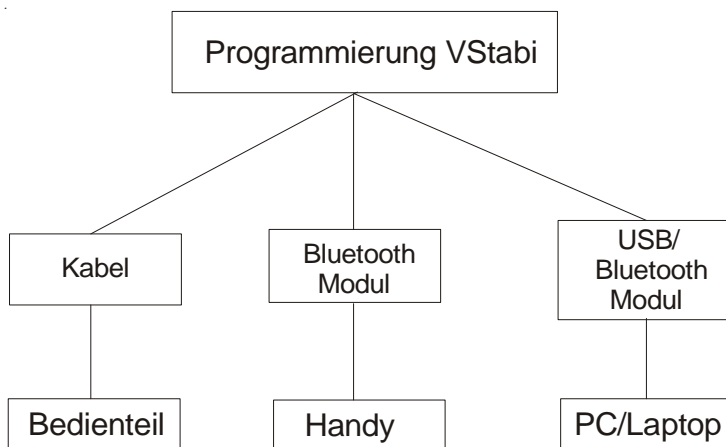 Programmierung VStabi
Kabel
Bluetooth
Modul
USB/
Bluetooth
Modul
Bedienteil
Handy
PC/Laptop